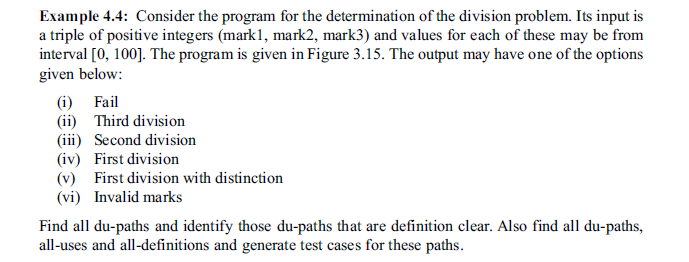 Example 4.4: Consider the program for the determination of the division problem. Its input is
a triple of positive integers (mark1, mark2, mark3) and values for each of these may be from
interval [0, 100]. The program is given in Figure 3.15. The output may have one of the options
given below:
(i) Fail
(ii) Third division
(iii) Second division
(iv) First division
(v) First division with distinction
(vi) Invalid marks
Find all du-paths and identify those du-paths that are definition clear. Also find all du-paths,
all-uses and all-definitions and generate test cases for these paths.